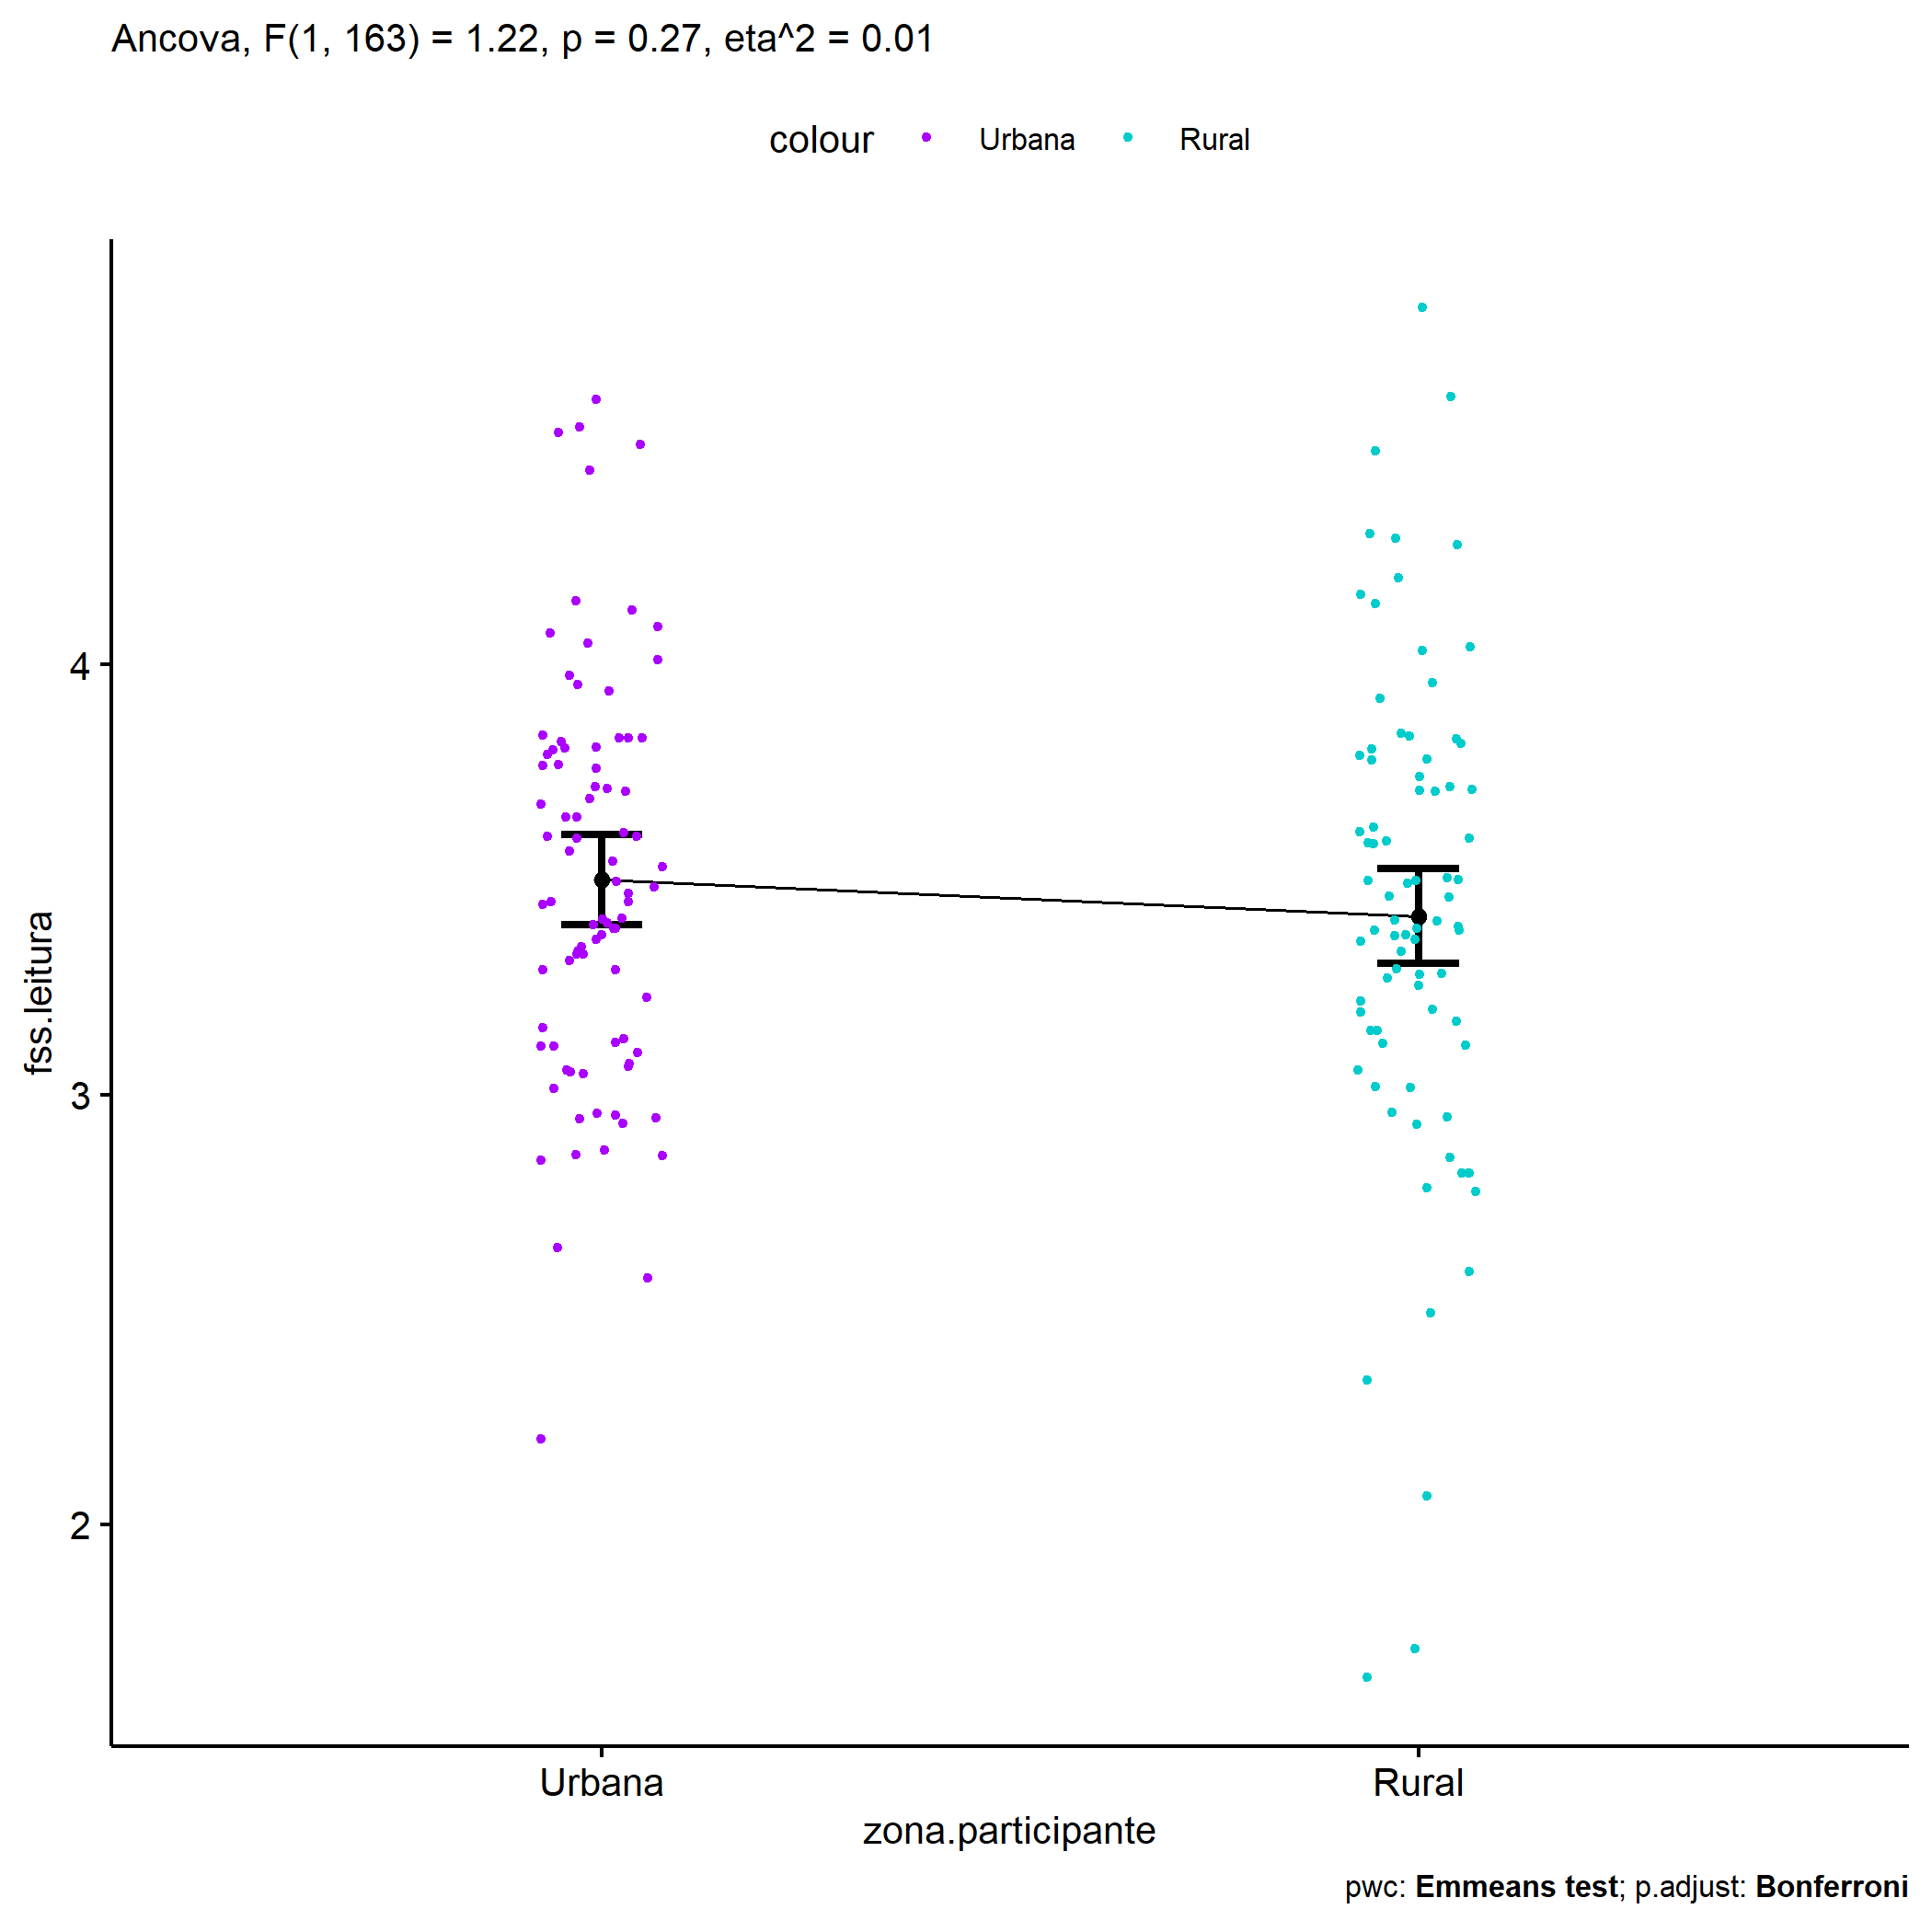 Ancova, F(1, 163) = 1.22, p = 0.27, eta^2 = 0.01
colour Urbana Rural
fss.leitura
4
3
2
Urbana Rural
zona.participante
pwc: Emmeans test; p.adjust: Bonferroni